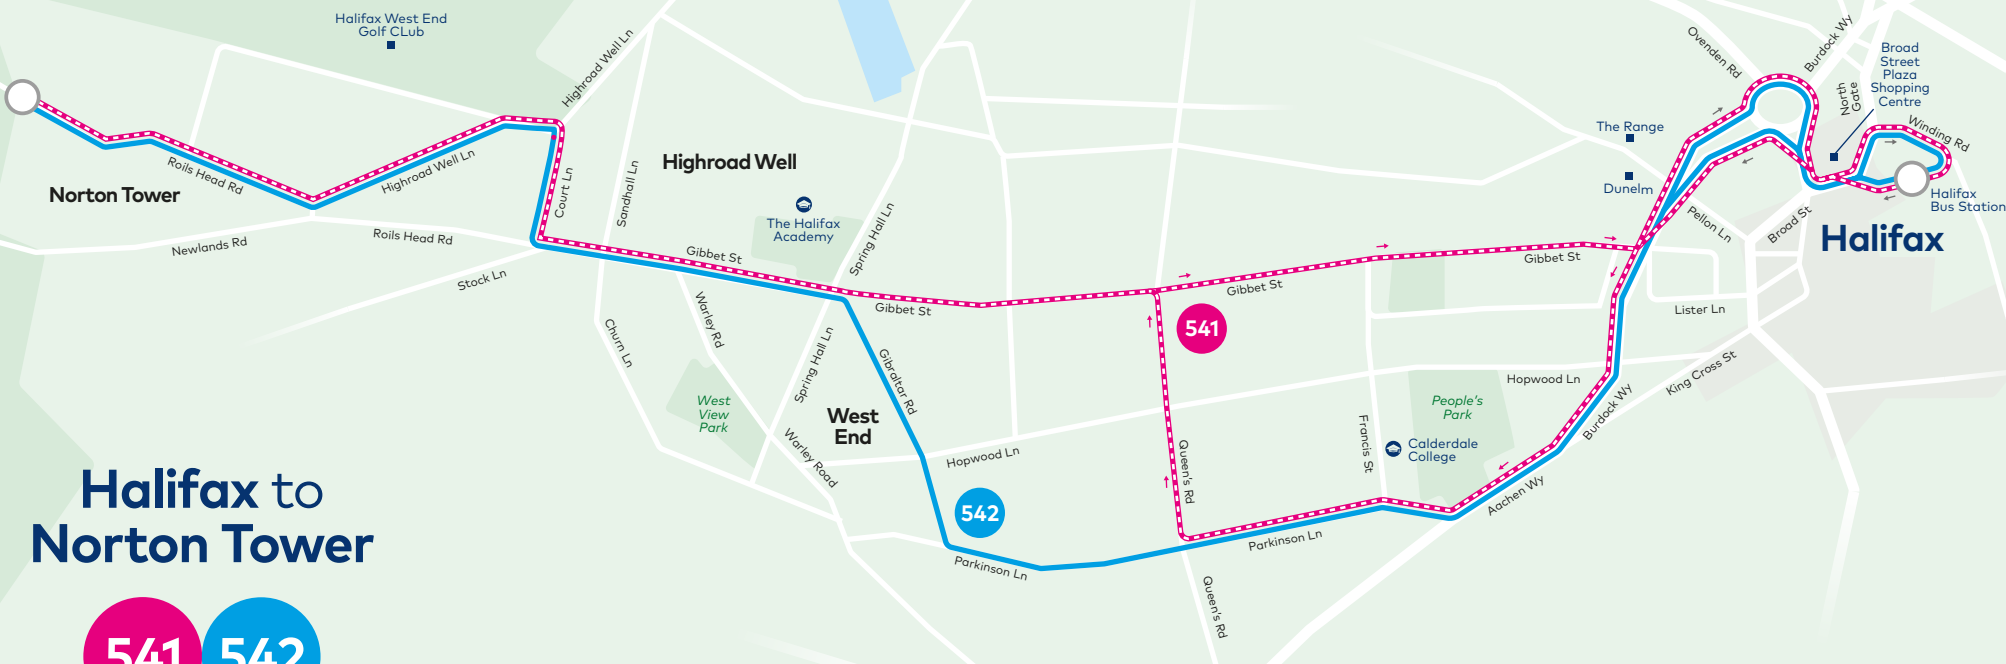 Halifax West End
Golf CLub
Highroad Well Ln
Ovenden Rd
Burdock Wy
Broad
Street
Plaza
Shopping
Centre
North
Gate
Winding Rd
The Range
Dunelm
Halifax
Bus Station
Halifax
Broad St
Pellon Ln
Norton Tower
Roils Head Rd
Highroad Well Ln
Court Ln
Sandhall Ln
Highroad Well
The Halifax
Academy
Spring Hall Ln
Newlands Rd
Roils Head Rd
Stock Ln
Gibbet St
Gibbet St
Gibbet St
Gibbet St
541
Lister Ln
Churn Ln
Warley Rd
Spring Hall Ln
Gibraltar Rd
West
View
Park
West
End
Warley Road
Hopwood Ln
Hopwood Ln
King Cross St
Burdock Wy
People's
Park
Calderdale
College
Francis St
Queen's Rd
Aachen Wy
Parkinson Ln
542
Parkinson Ln
Queen's Rd
Halifax to
Norton Tower
541 542